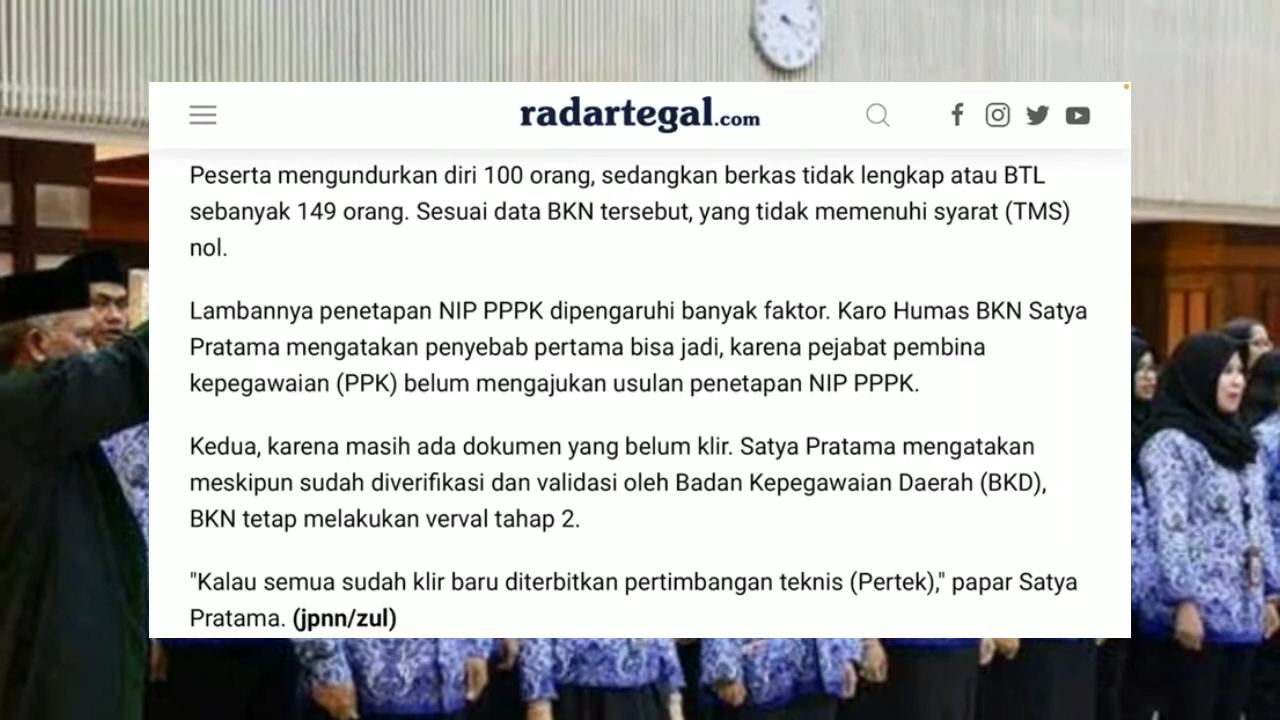 radartegal.com
Peserta mengundurkan diri 100 orang, sedangkan berkas tidak lengkap atau BTL
sebanyak 149 orang. Sesuai data BKN tersebut, yang tidak memenuhi syarat (TMS)
nol.
Lambannya penetapan NIP PPPK dipengaruhi banyak faktor. Karo Humas BKN Satya
Pratama mengatakan penyebab pertama bisa jadi, karena pejabat pembina
kepegawaian (PPK) belum mengajukan usulan penetapan NIP PPPK.
Kedua, karena masih ada dokumen yang belum klir. Satya Pratama mengatakan
meskipun sudah diverifikasi dan validasi oleh Badan Kepegawaian Daerah (BKD),
BKN tetap melakukan verval tahap 2.
"Kalau semua sudah klir baru diterbitkan pertimbangan teknis (Pertek)," papar Satya
Pratama. (jpnn/zul)